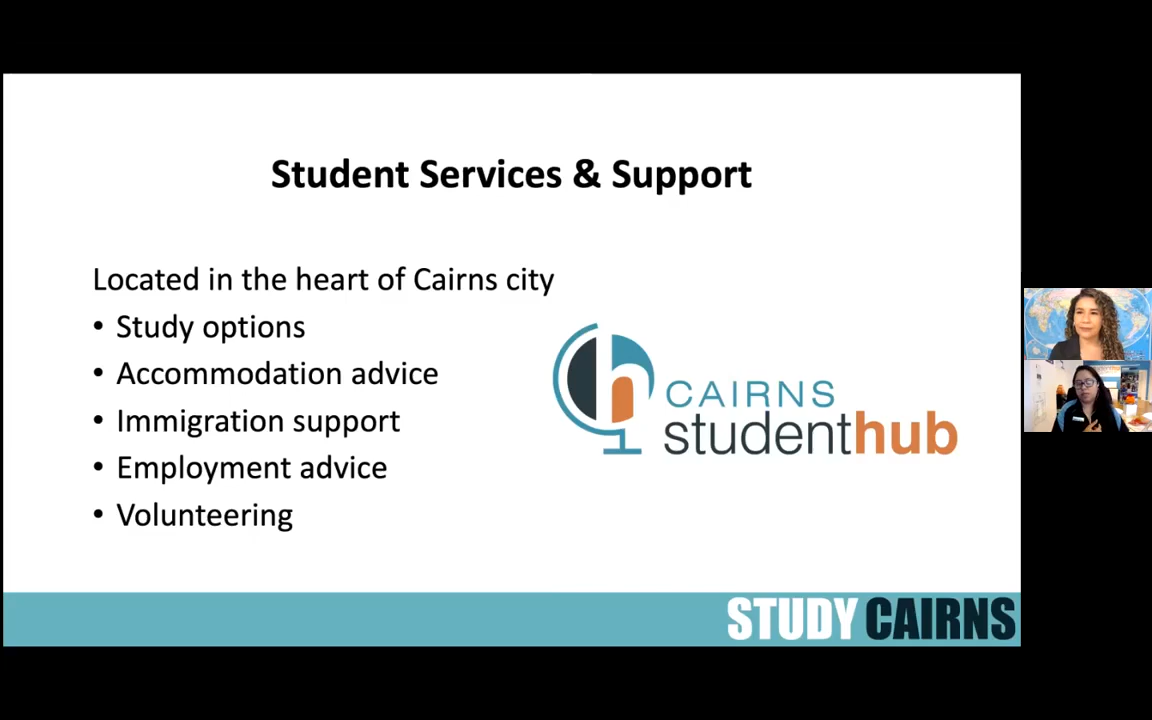 Student Services & Support
Located in the heart of Cairns city
• Study options
• Accommodation advice
• Immigration support
• Employment advice
• Volunteering
CAIRNS
studenthub
STUDY CAIRNS